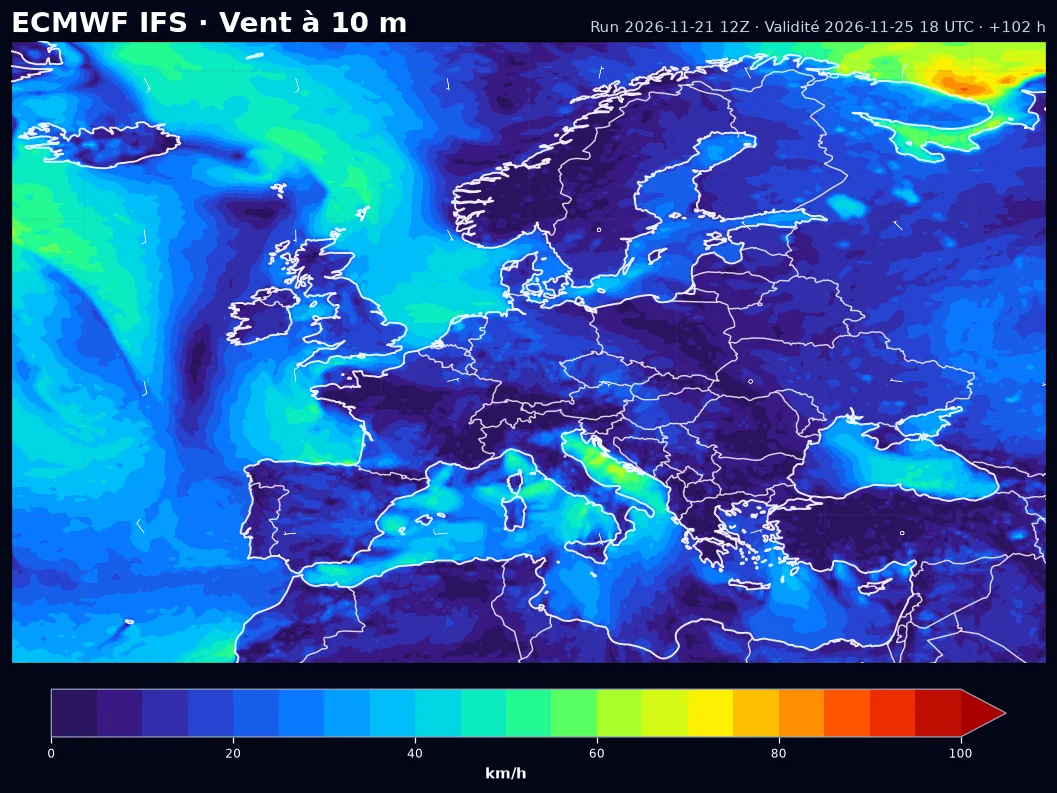 ECMWF IFS · Vent à 10 m
Run 2026-11-21 12Z · Validité 2026-11-25 18 UTC · +102 h
0 20 40 60 80 100
km/h